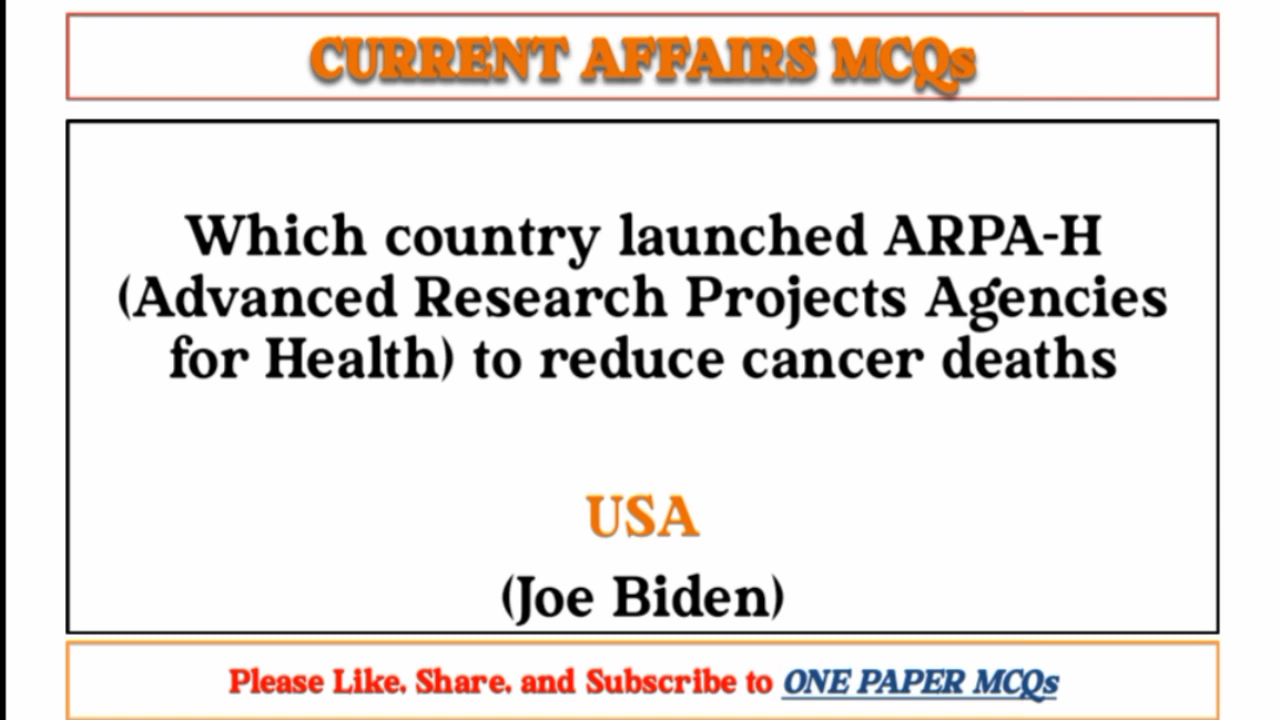 CURRENT AFFAIRS MCQs
Which country launched ARPA-H
(Advanced Research Projects Agencies
for Health) to reduce cancer deaths
USA
(Joe Biden)
Please Like. Share. and Subscribe to ONE PAPER MCQs